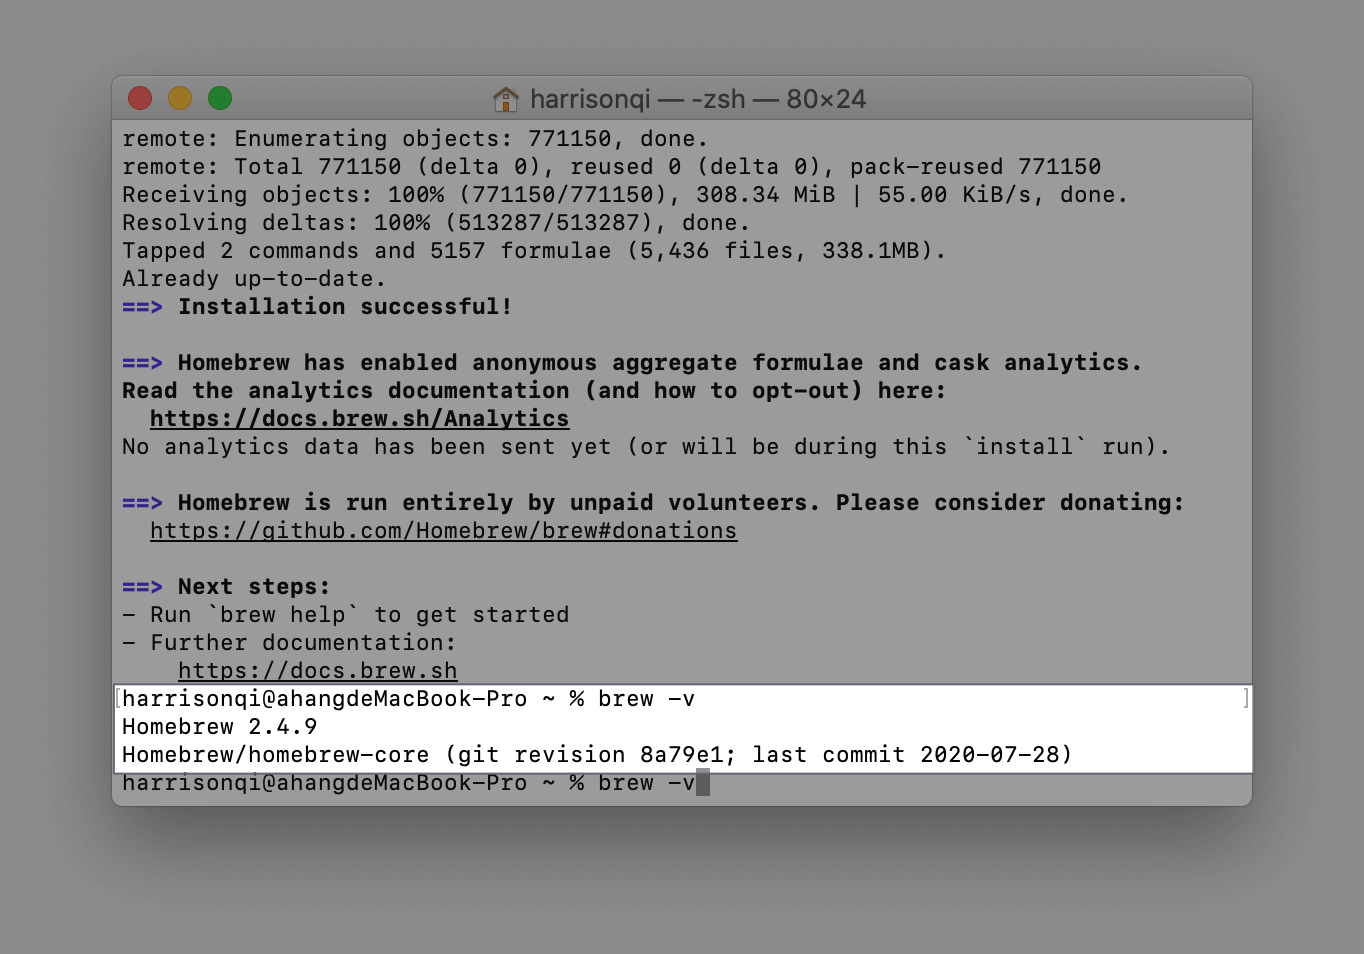 harrisonqi — -zsh — 80×24
remote: Enumerating objects: 771150, done.
remote: Total 771150 (delta 0), reused 0 (delta 0), pack-reused 771150
Receiving objects: 100% (771150/771150), 308.34 MiB | 55.00 KiB/s, done.
Resolving deltas: 100% (513287/513287), done.
Tapped 2 commands and 5157 formulae (5,436 files, 338.1MB).
Already up-to-date.
==> Installation successful!
==> Homebrew has enabled anonymous aggregate formulae and cask analytics.
Read the analytics documentation (and how to opt-out) here:
https://docs.brew.sh/Analytics
No analytics data has been sent yet (or will be during this `install` run).
==> Homebrew is run entirely by unpaid volunteers. Please consider donating:
https://github.com/Homebrew/brew#donations
==> Next steps:
- Run `brew help` to get started
- Further documentation:
https://docs.brew.sh
[harrisonqi@ahangdeMacBook-Pro ~ % brew -v ]
Homebrew 2.4.9
Homebrew/homebrew-core (git revision 8a79e1; last commit 2020-07-28)
harrisonqi@ahangdeMacBook-Pro ~ % brew -v